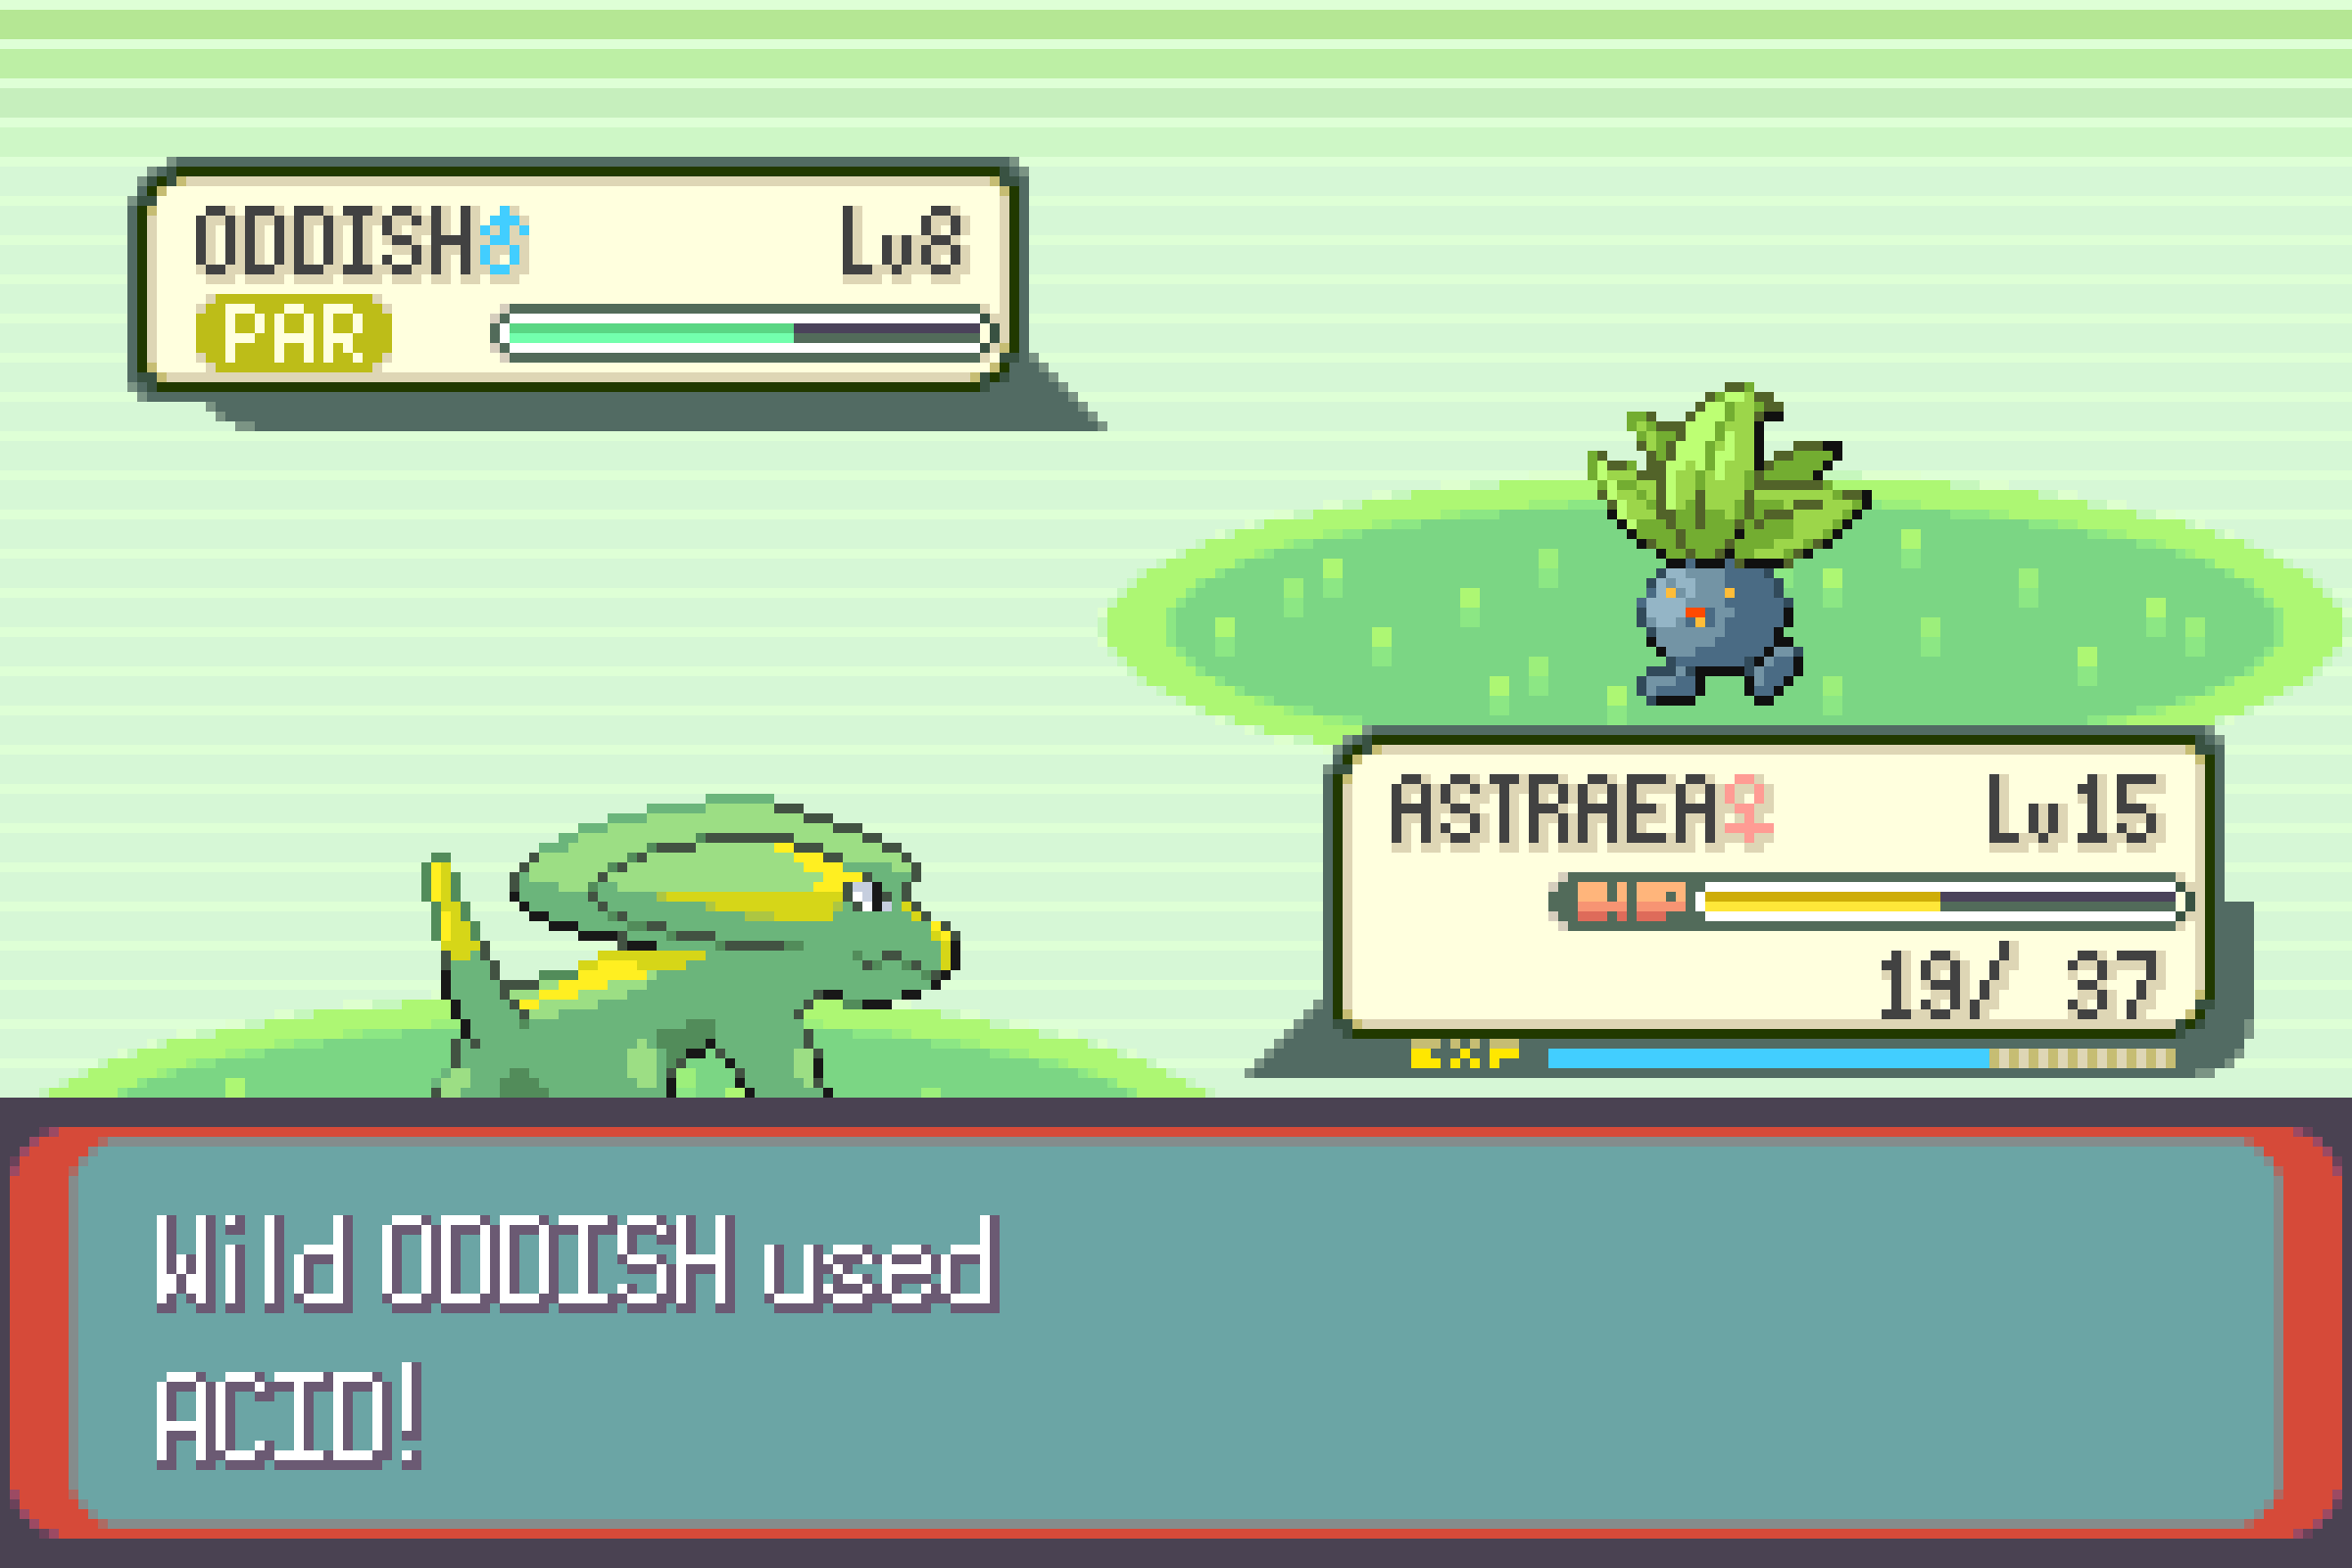 ODDISH♂ Lv8
PAR
ASTRAEA♀ Lv15
HP
19/ 37
EXP
Wild ODDISH used
ACID!